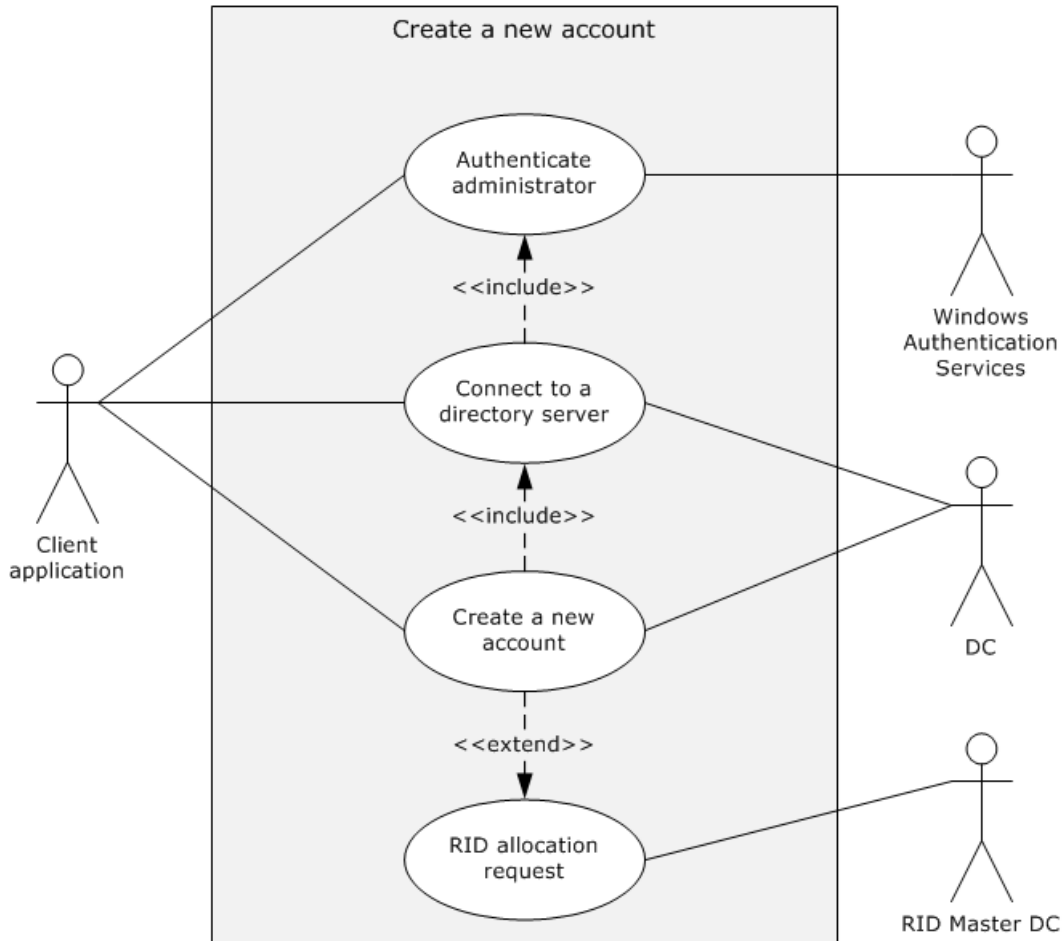 Create a new account
Authenticate
administrator
<<include>>
Windows
Authentication
Services
Connect to a
directory server
<<include>>
Client
application
Create a new
account
DC
<<extend>>
RID allocation
request
RID Master DC